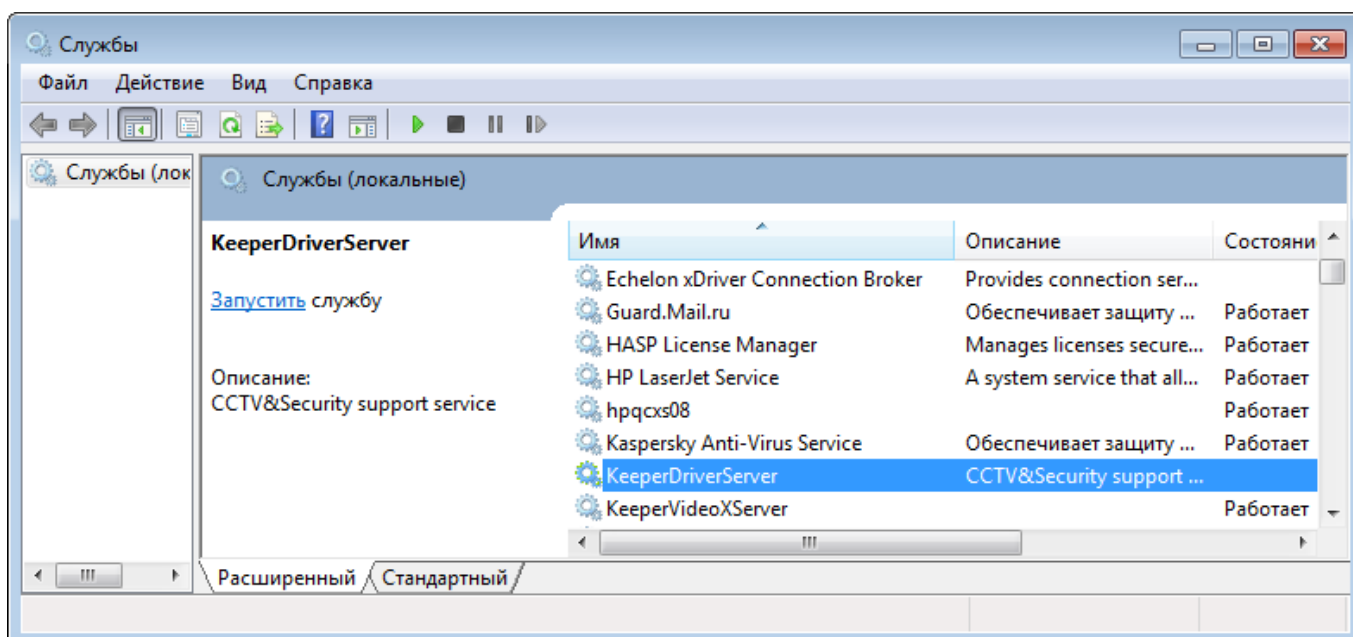 Службы
Файл Действие Вид Справка
Службы (лок
Службы (локальные)
KeeperDriverServer
Запустить службу
Описание:
CCTV&Security support service
Имя Описание Состояни
Echelon xDriver Connection Broker Provides connection ser...
Guard.Mail.ru Обеспечивает защиту ... Работает
HASP License Manager Manages licenses secure... Работает
HP LaserJet Service A system service that all... Работает
hpqcxs08 Работает
Kaspersky Anti-Virus Service Обеспечивает защиту ... Работает
KeeperDriverServer CCTV&Security support ...
KeeperVideoXServer Работает
Расширенный Стандартный